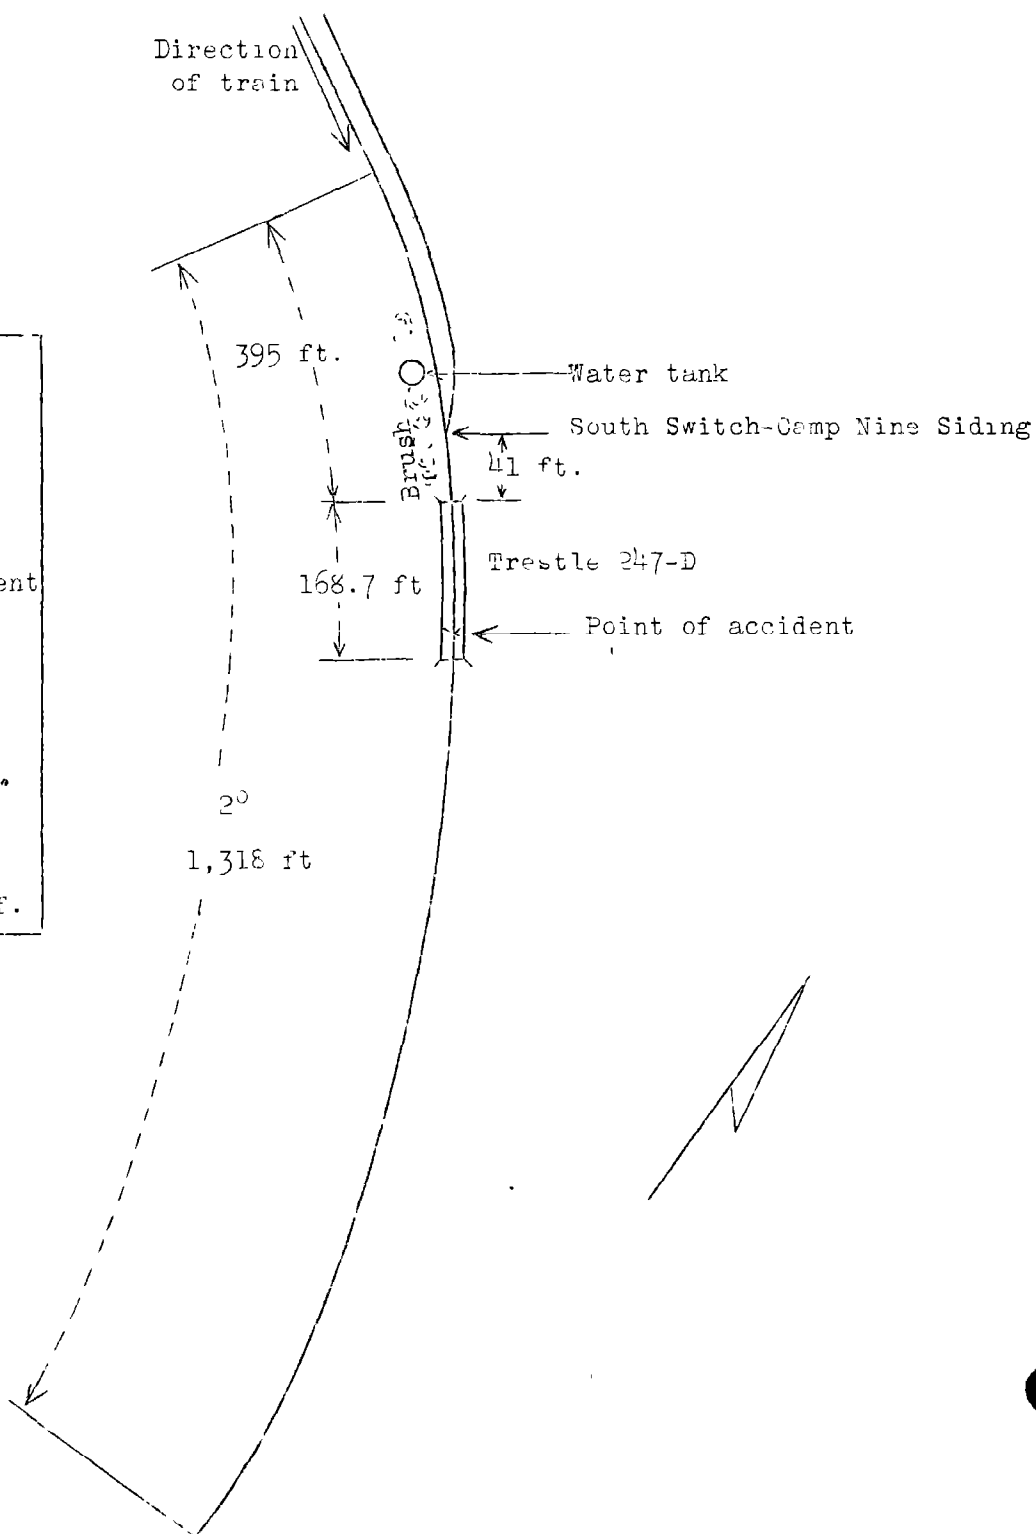 Direction
of train
395 ft.
Water tank
South Switch-Camp Nine Siding
Brush
41 ft.
ent
168.7 ft
Trestle 247-D
Point of accident
2°
1,318 ft
f.